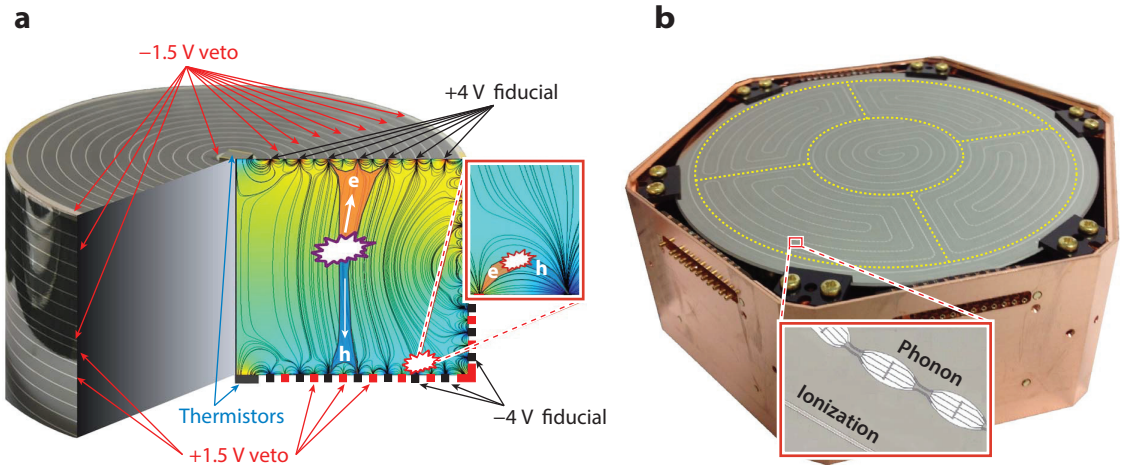 a
b
−1.5 V veto
+4 V fiducial
e
h
e
h
Thermistors
+1.5 V veto
−4 V fiducial
Phonon
Ionization